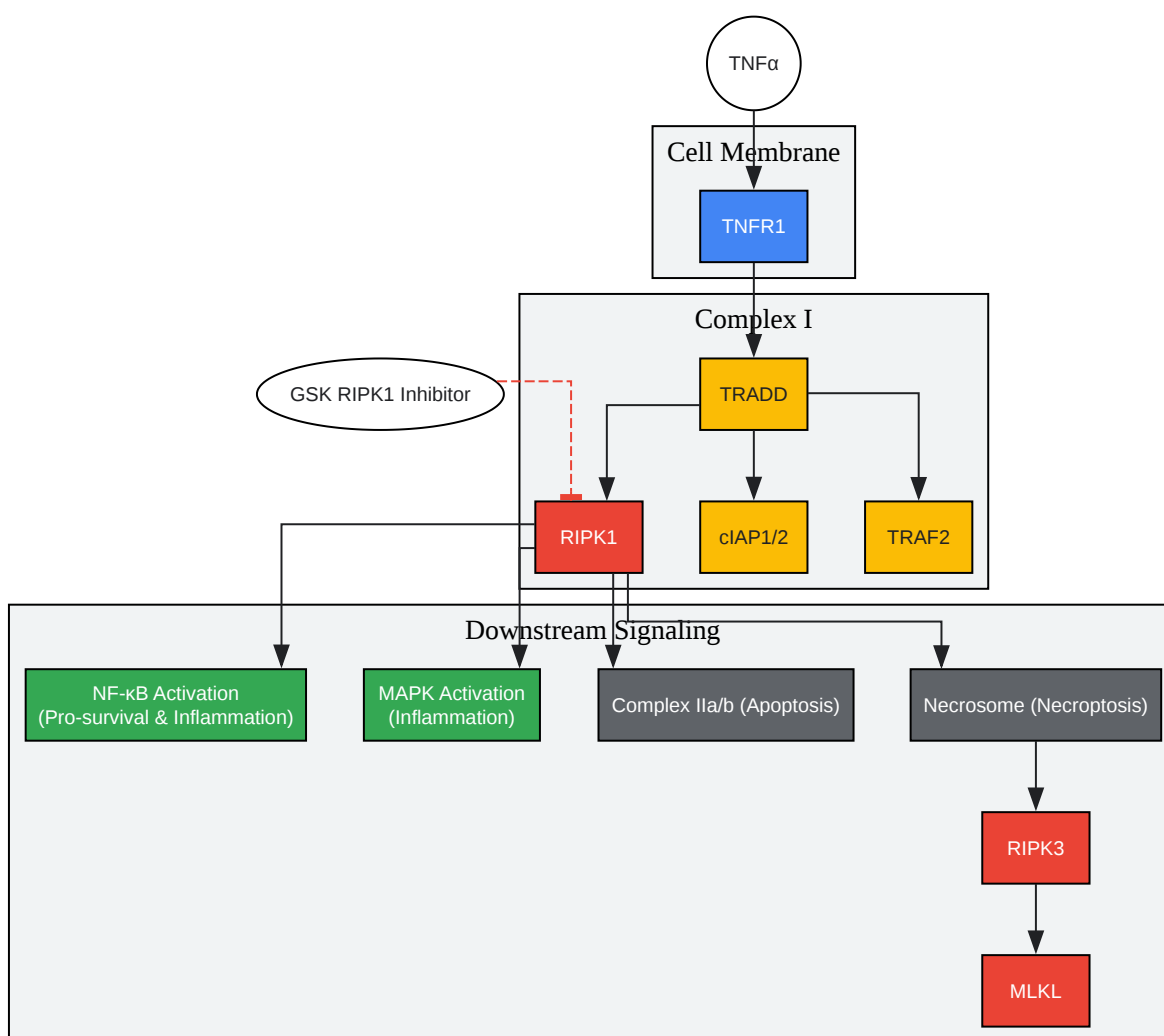 TNFα
Cell Membrane
TNFR1
Complex I
GSK RIPK1 Inhibitor
TRADD
RIPK1
cIAP1/2
TRAF2
Downstream Signaling
NF-κB Activation
(Pro-survival & Inflammation)
MAPK Activation
(Inflammation)
Complex IIa/b (Apoptosis)
Necrosome (Necroptosis)
RIPK3
MLKL